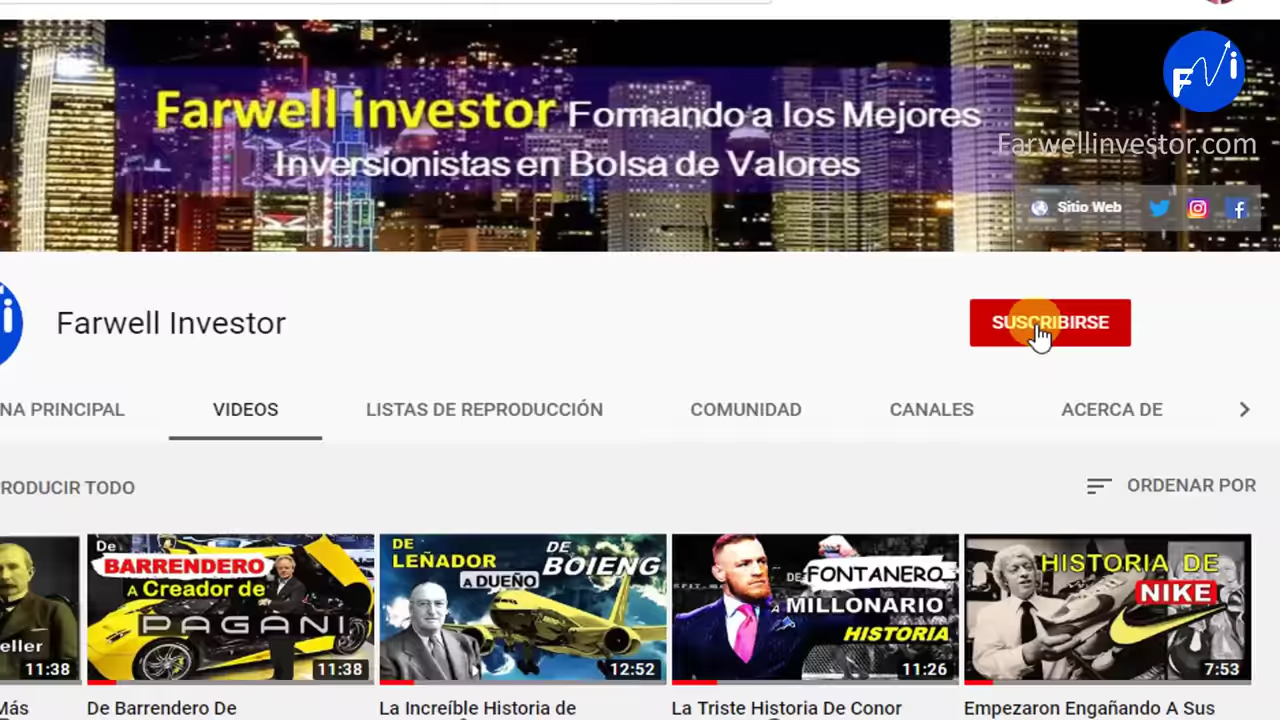 Farwell investor Formando a los Mejores
Inversionistas en Bolsa de Valores
F i
Farwellinvestor.com
Sitio Web
i
Farwell Investor
SUSCRIBIRSE
NA PRINCIPAL
VIDEOS
LISTAS DE REPRODUCCIÓN
COMUNIDAD
CANALES
ACERCA DE
RODUCIR TODO
ORDENAR POR
eller
11:38
De
BARRENDERO
A Creador de
PAGANI
11:38
DE
LEÑADOR
A DUEÑO
DE
BOIENG
12:52
DE FONTANERO
A MILLONARIO
HISTORIA
11:26
HISTORIA DE
NIKE
7:53
Más
De Barrendero De
La Increíble Historia de
La Triste Historia De Conor
Empezaron Engañando A Sus